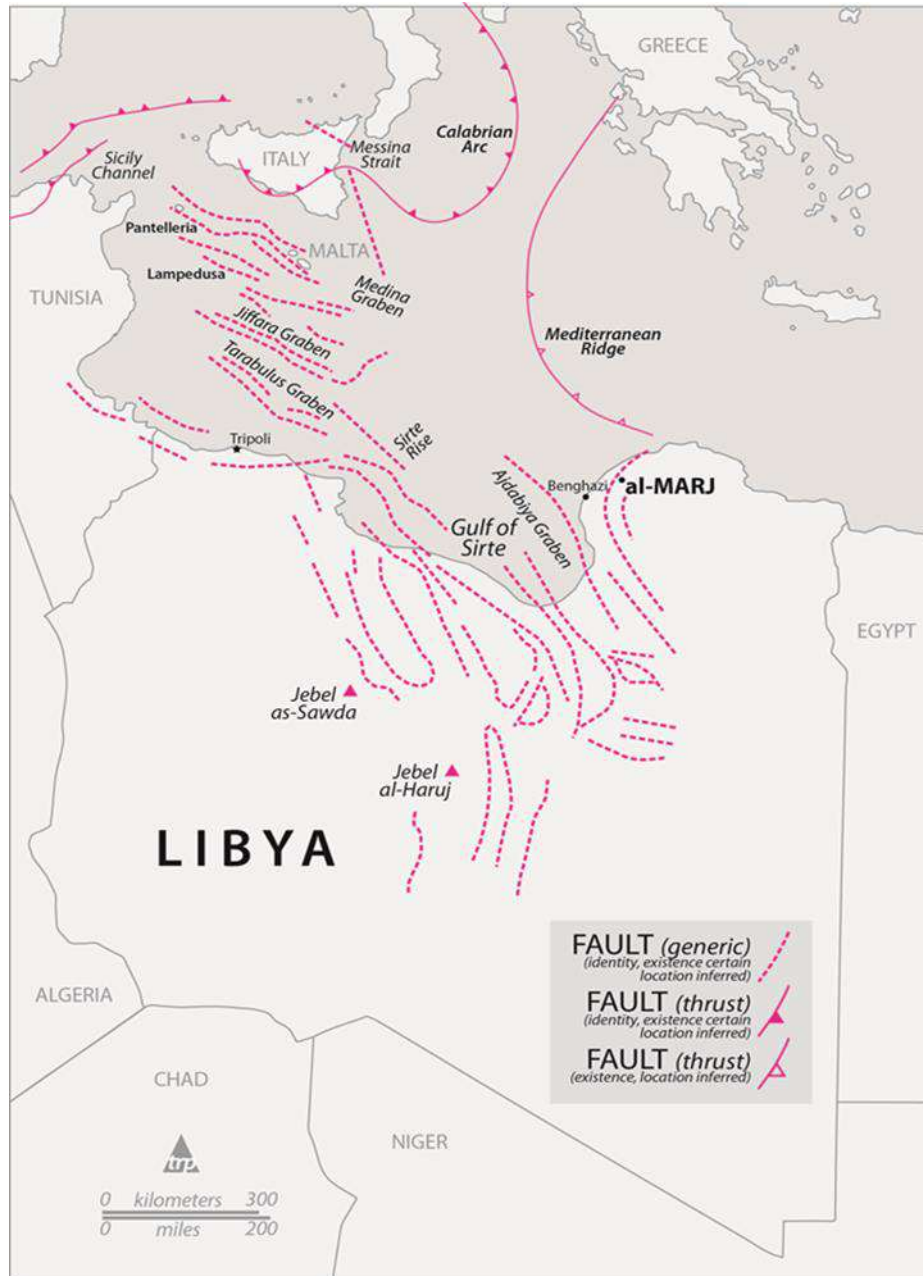 GREECE
Calabrian
Arc
ITALY
Messina
Strait
Sicily
Channel
Pantelleria
MALTA
Lampedusa
TUNISIA
Medina
Graben
Jiffara Graben
Mediterranean
Ridge
Tarabulus Graben
Sirte
Rise
Tripoli
Ajdabiya Graben
Benghazi
al-MARJ
Gulf of
Sirte
EGYPT
Jebel
as-Sawda
Jebel
al-Haruj
LIBYA
FAULT (generic)
(identity, existence certain
location inferred)
FAULT (thrust)
(identity, existence certain
location inferred)
FAULT (thrust)
(existence, location inferred)
ALGERIA
CHAD
NIGER
trp
0 kilometers 300
0 miles 200